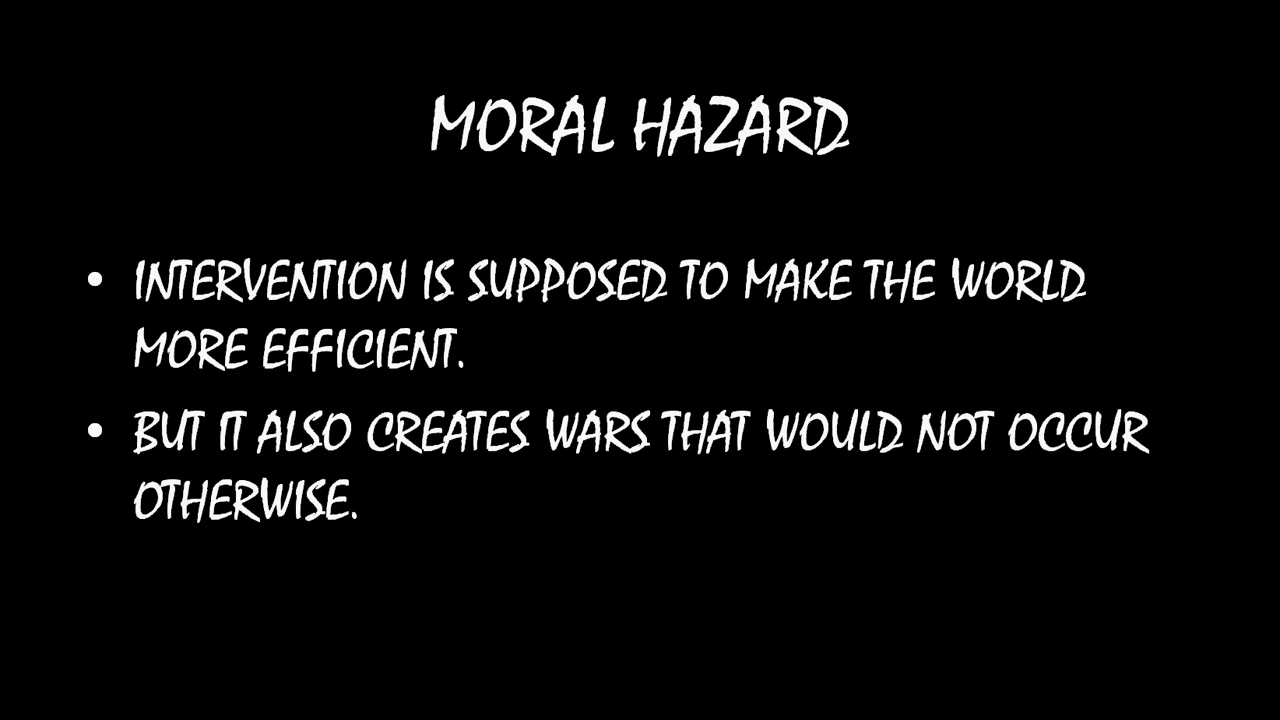 MORAL HAZARD
• INTERVENTION IS SUPPOSED TO MAKE THE WORLD
MORE EFFICIENT.
• BUT IT ALSO CREATES WARS THAT WOULD NOT OCCUR
OTHERWISE.